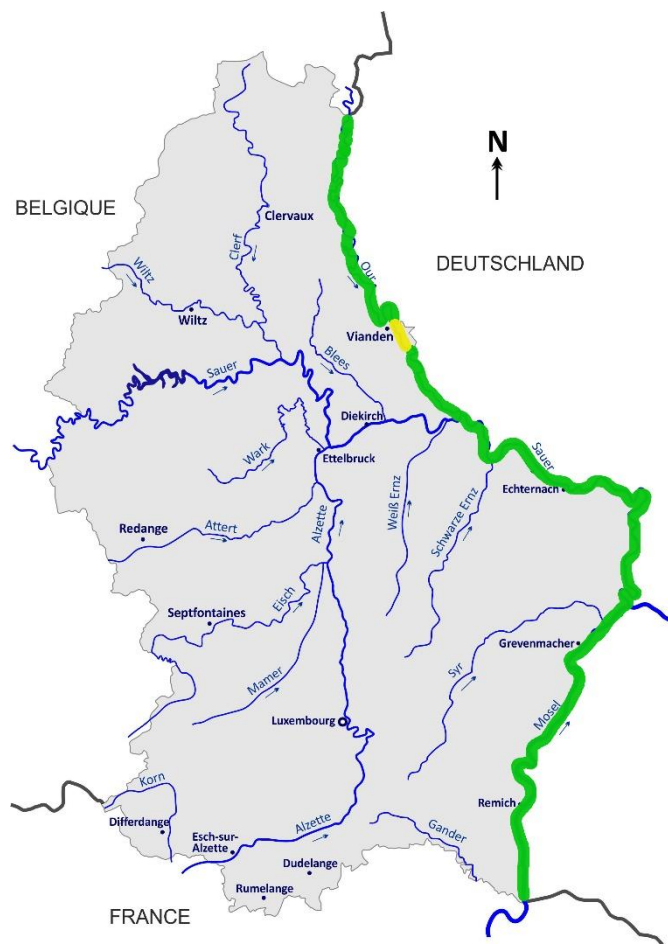 N
BELGIQUE
Clervaux
Clerf
DEUTSCHLAND
Wiltz
Our
Wiltz
Vianden
Blees
Sauer
Diekirch
Sauer
Wark
Ettelbruck
Echternach
Weiß Ernz
Schwarze Ernz
Attert
Alzette
Redange
Eisch
Septfontaines
Grevenmacher
Syr
Mamer
Mosel
Luxembourg
Korn
Remich
Differdange
Alzette
Gander
Esch-sur-
Alzette
Dudelange
Rumelange
FRANCE